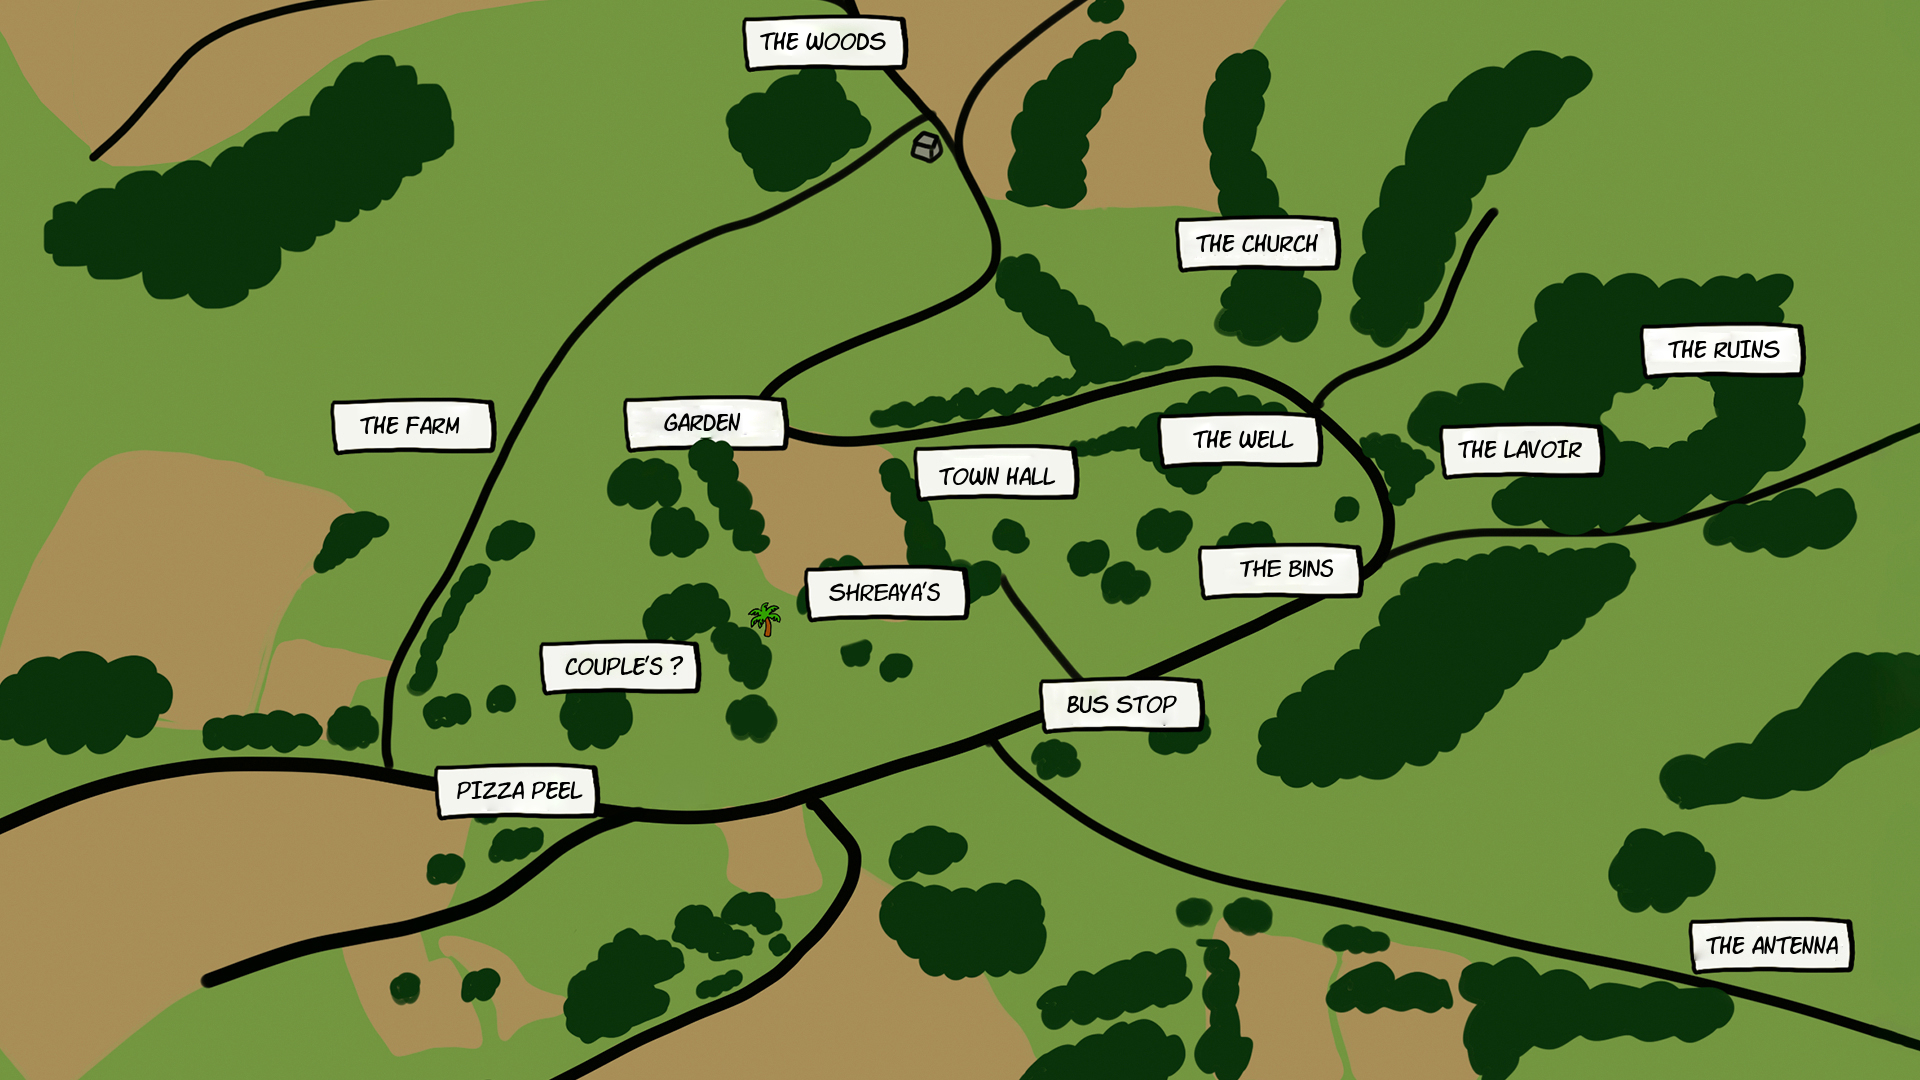 THE WOODS
THE CHURCH
THE RUINS
THE FARM
GARDEN
THE WELL
THE LAVOIR
TOWN HALL
THE BINS
SHREAYA'S
COUPLE'S ?
BUS STOP
PIZZA PEEL
THE ANTENNA